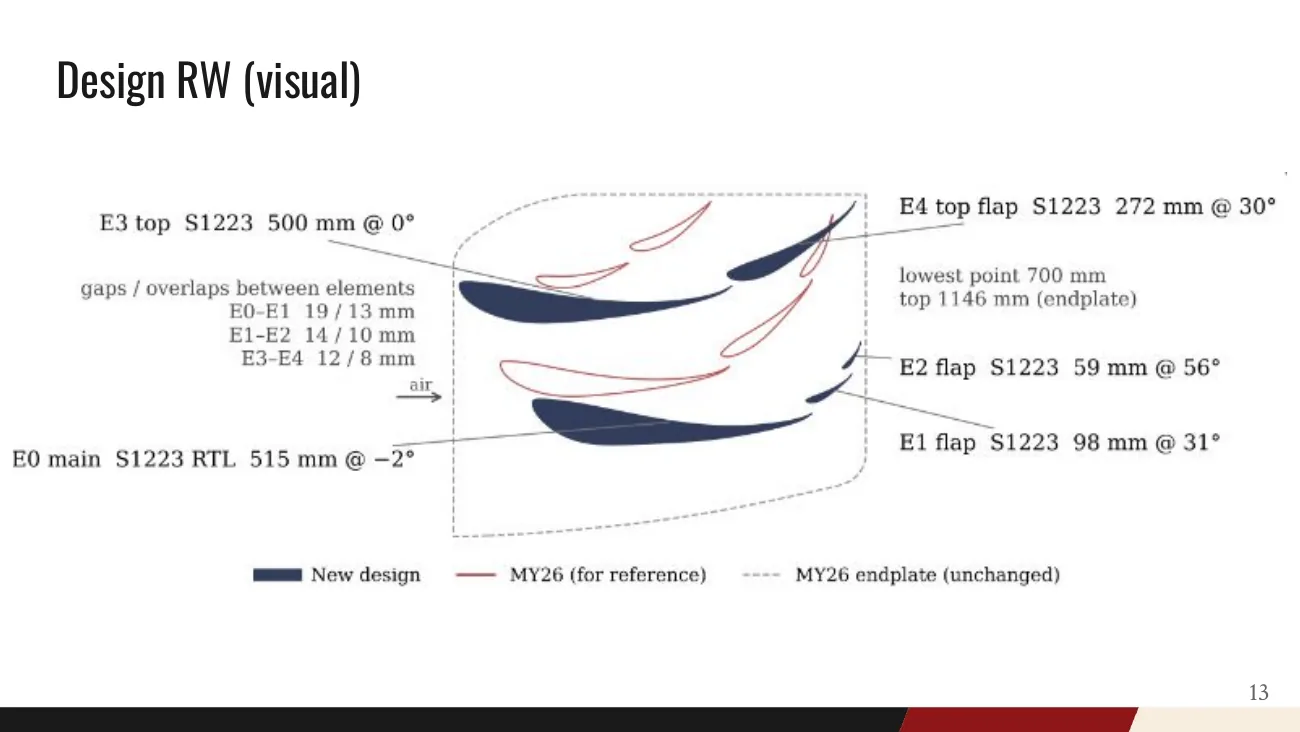 Design RW (visual)
E3 top S1223 500 mm @ 0°
E4 top flap S1223 272 mm @ 30°
gaps / overlaps between elements
E0–E1 19 / 13 mm
E1–E2 14 / 10 mm
E3–E4 12 / 8 mm
lowest point 700 mm
top 1146 mm (endplate)
air
E2 flap S1223 59 mm @ 56°
E1 flap S1223 98 mm @ 31°
E0 main S1223 RTL 515 mm @ −2°
New design
MY26 (for reference)
MY26 endplate (unchanged)
13